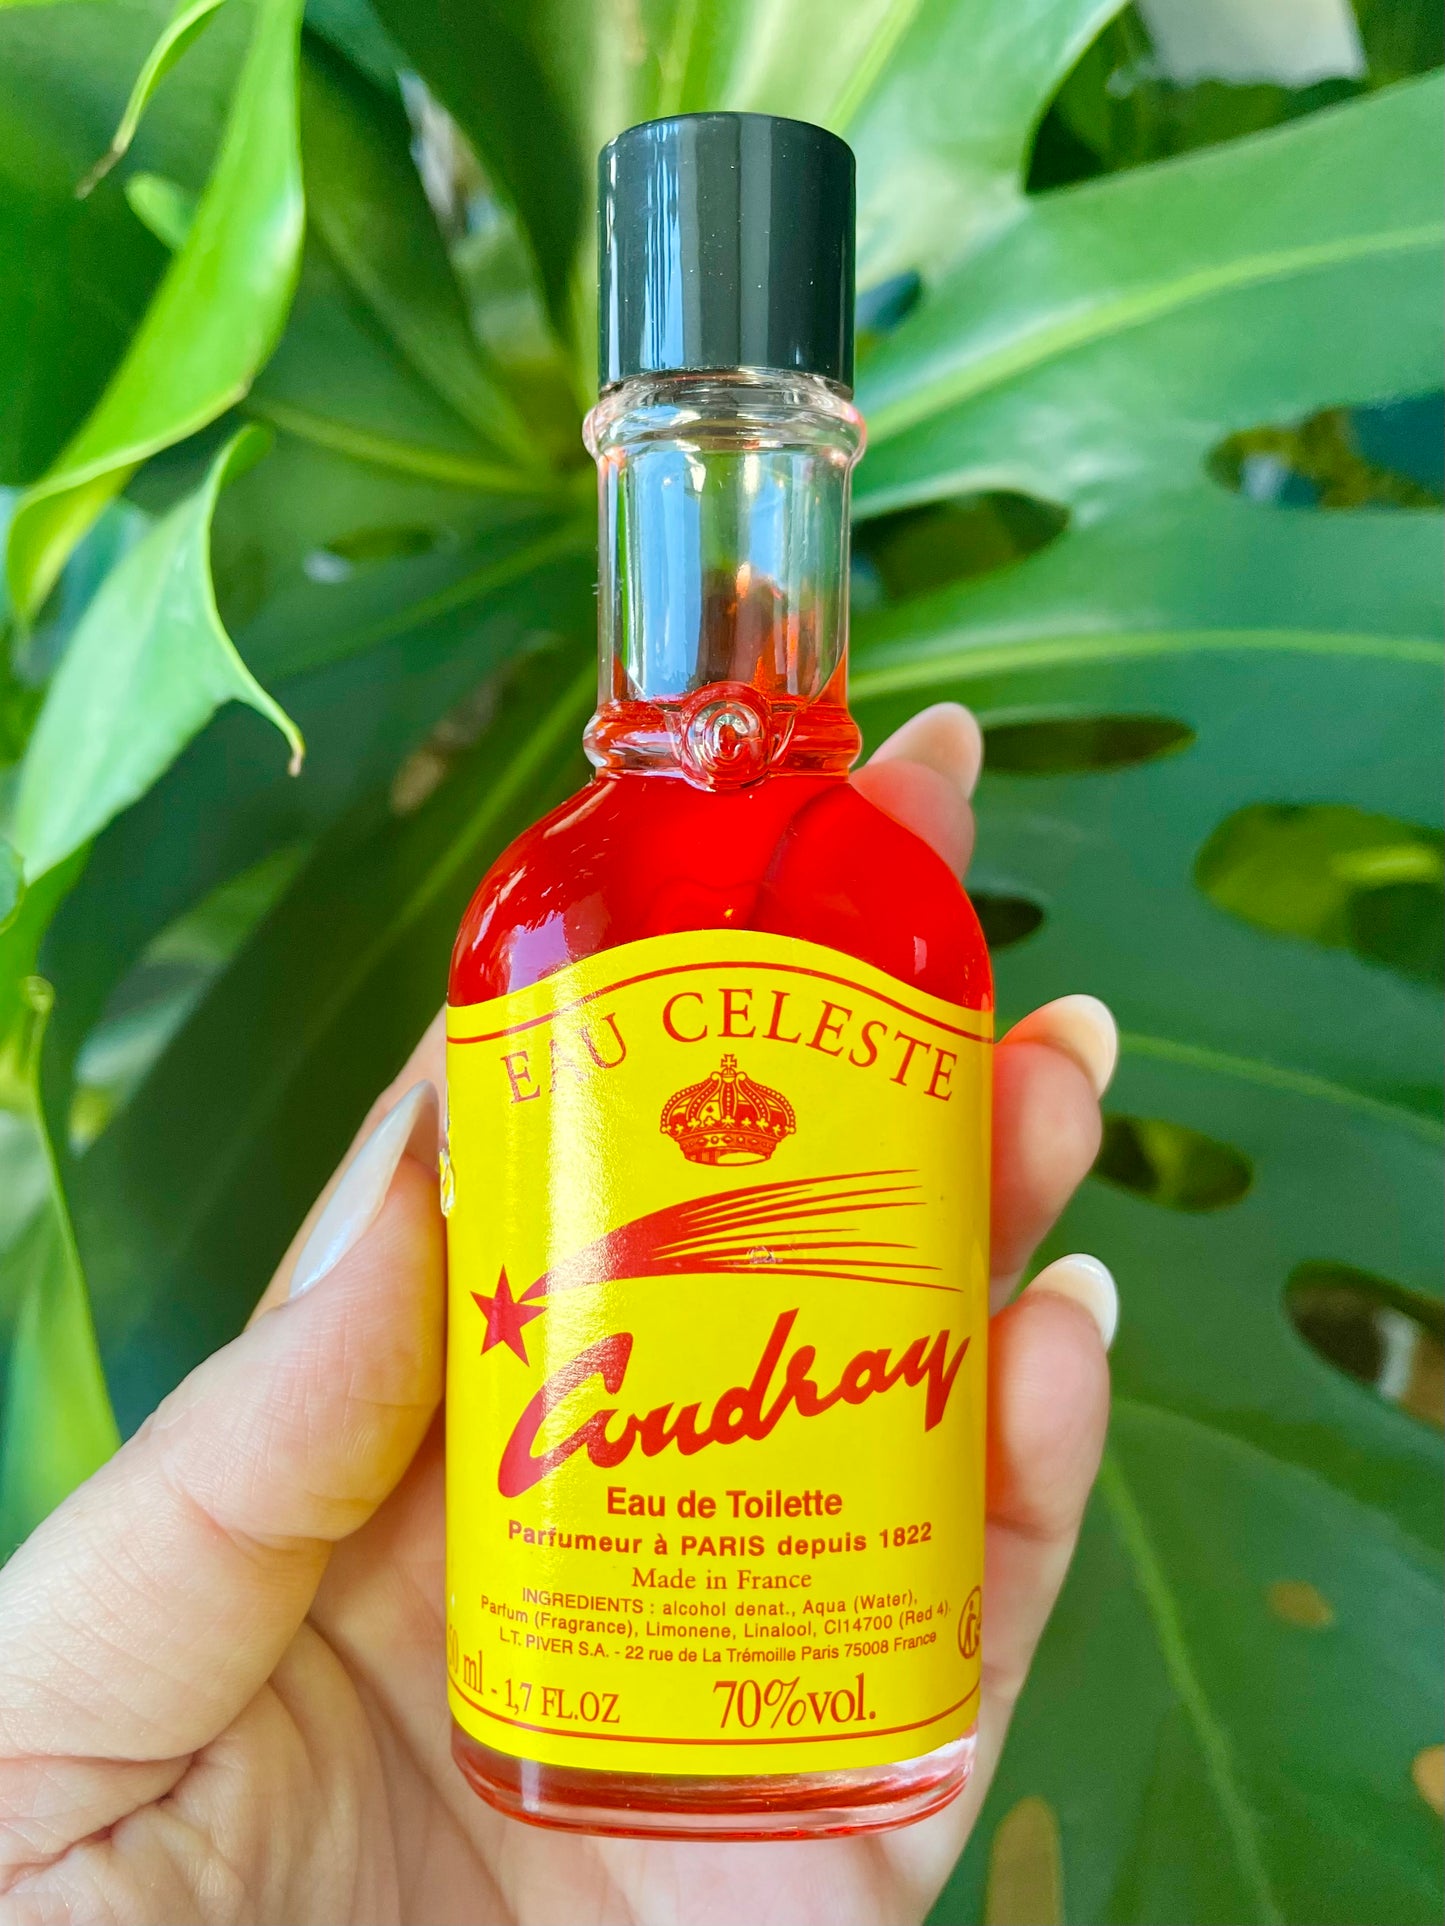 C
EAU CELESTE
Coudray
Eau de Toilette
Parfumeur à PARIS depuis 1822
Made in France
INGREDIENTS : alcohol denat., Aqua (Water),
Parfum (Fragrance), Limonene, Linalool, CI14700 (Red 4).
L.T. PIVER S.A. - 22 rue de La Trémoille Paris 75008 France
50 ml - 1,7 FL.OZ 70%vol.